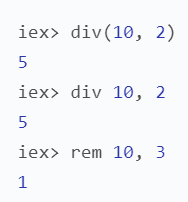 iex> div(10, 2)
5
iex> div 10, 2
5
iex> rem 10, 3
1